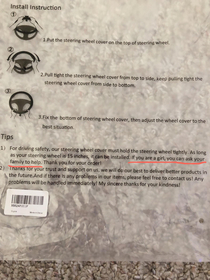 Install Instruction
①
1.Put the steering wheel cover on the top of steering wheel.
②
2.Pull tight the steering wheel cover from top to side, keep pulling tight the
steering wheel cover from side to bottom.
③
3.Fix the bottom of steering wheel cover, then adjust the wheel cover to the
best situation.
Tips
1) For driving safety, our steering wheel cover must hold the steering wheel tightly. As long
as your steering wheel is 15 inches, it can be installed. If you are a girl, you can ask your
family to help. Thank you for your order!
2) Thanks for your trust and support on us, we will do our best to deliver better products in
the future. And if there is any problems in our items, please feel free to contact us! Any
problems will be handled immediately! My sincere thanks for your kindness!